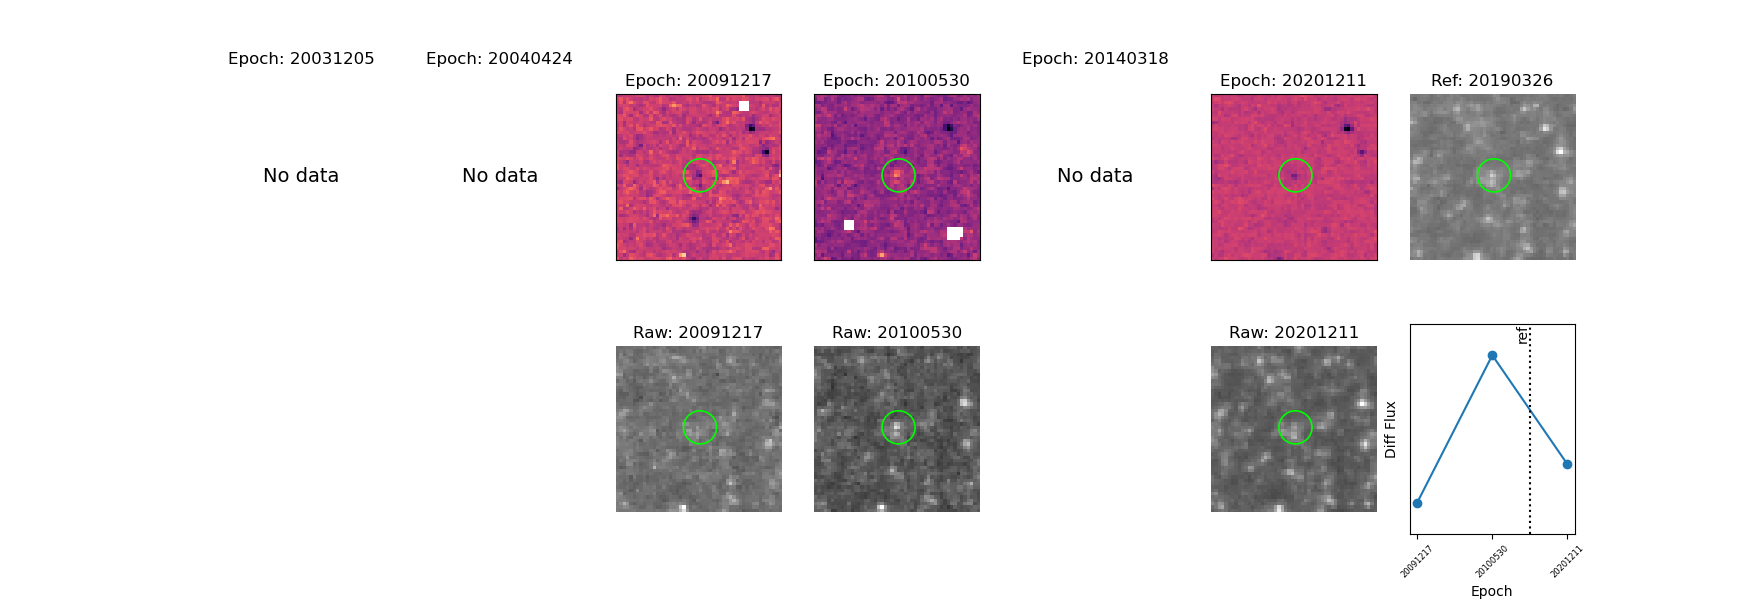 Epoch: 20031205
Epoch: 20040424
Epoch: 20091217
Epoch: 20100530
Epoch: 20140318
Epoch: 20201211
Ref: 20190326
No data
No data
No data
Raw: 20091217
Raw: 20100530
Raw: 20201211
ref
Diff Flux
20091217
20100530
20201211
Epoch